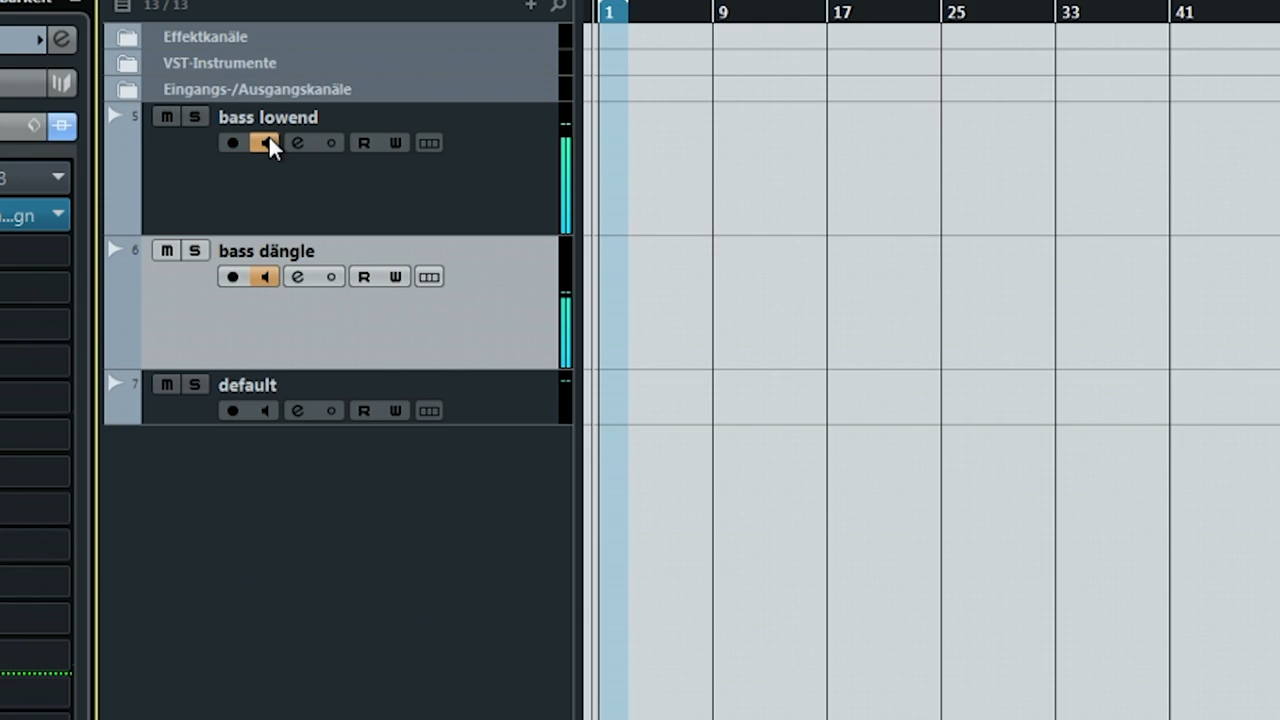 13 / 13
1 9 17 25 33 41
Effektkanäle
VST-Instrumente
Eingangs-/Ausgangskanäle
5 M S bass lowend
e R W
6 M S bass dängle
e R W
7 M S default
e R W
3
...gn